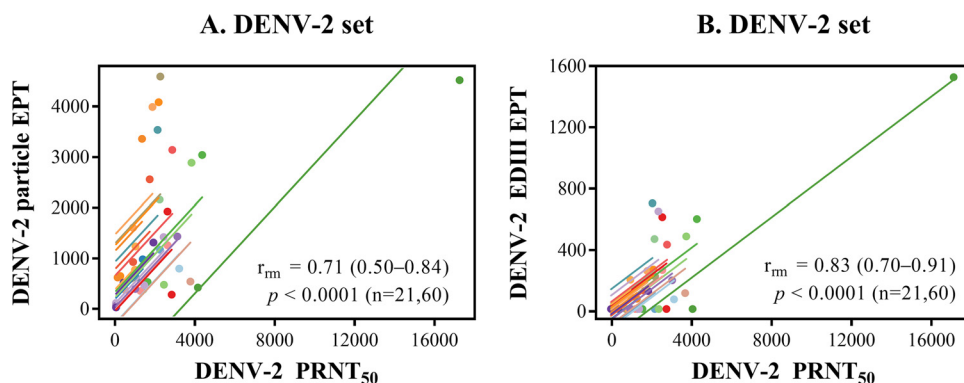 A. DENV-2 set
DENV-2 particle EPT
4000
3000
2000
1000
0
0 4000 8000 12000 16000
r_rm = 0.71 (0.50–0.84)
p < 0.0001 (n=21,60)
DENV-2 PRNT50
B. DENV-2 set
DENV-2 EDIII EPT
1600
1200
800
400
0
0 4000 8000 12000 16000
r_rm = 0.83 (0.70–0.91)
p < 0.0001 (n=21,60)
DENV-2 PRNT50